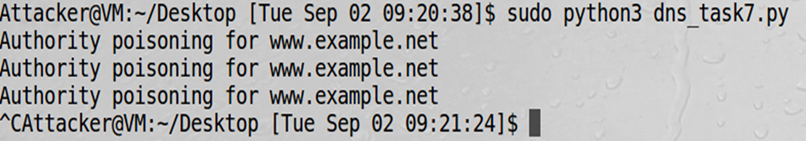 Attacker@VM:~/Desktop [Tue Sep 02 09:20:38]$ sudo python3 dns_task7.py
Authority poisoning for www.example.net
Authority poisoning for www.example.net
Authority poisoning for www.example.net
^CAttacker@VM:~/Desktop [Tue Sep 02 09:21:24]$